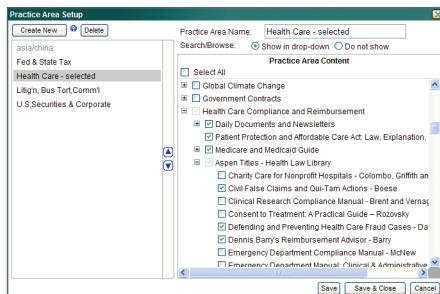 Practice Area Setup
Create New
Delete
Practice Area Name: Health Care - selected
Search/Browse: Show in drop-down Do not show
Practice Area Content
Select All
asia/china
Fed & State Tax
Health Care - selected
Litig'n, Bus Tort,Comm'l
U.S.Securities & Corporate
Global Climate Change
Government Contracts
Health Care Compliance and Reimbursement
Daily Documents and Newsletters
Patient Protection and Affordable Care Act: Law, Explanation,
Medicare and Medicaid Guide
Aspen Titles - Health Law Library
Charity Care for Nonprofit Hospitals - Colombo, Griffith an
Civil False Claims and Qui-Tam Actions - Boese
Clinical Research Compliance Manual - Brent and Vernag
Consent to Treatment: A Practical Guide – Rozovsky
Defending and Preventing Health Care Fraud Cases - Da
Dennis Barry's Reimbursement Advisor - Barry
Emergency Department Compliance Manual - McNew
Emergency Department Manual: Clinical & Administrative
Save
Save & Close
Cancel